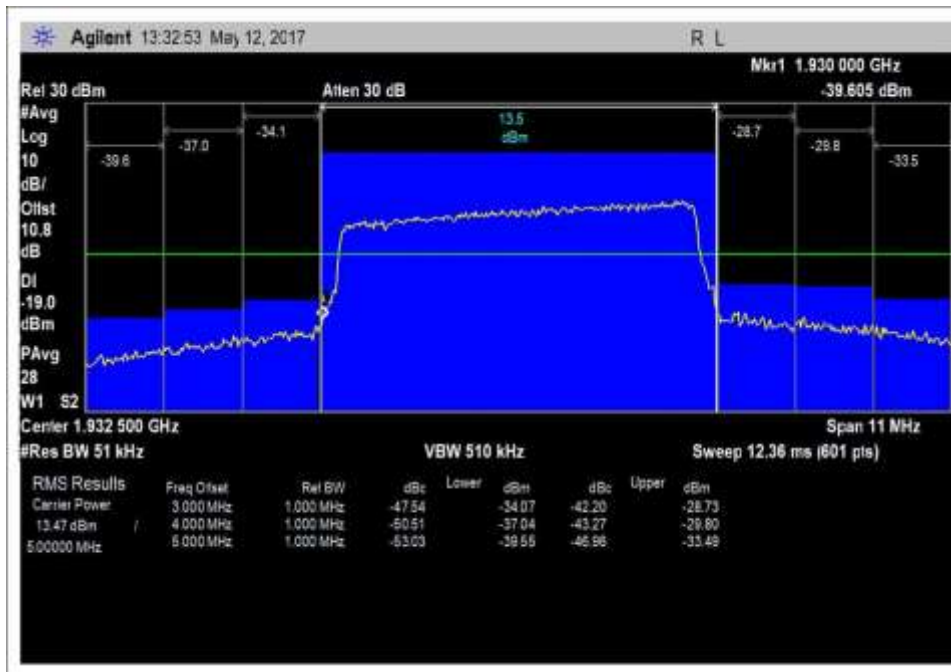 Agilent 13:32:53 May 12, 2017 R L
Mkr1 1.930 000 GHz
Ref 30 dBm Atten 30 dB -39.605 dBm
#Avg
Log
10
dB/
Offst
10.8
dB
DI
-19.0
dBm
PAvg
28
W1 S2
-39.6 -37.0 -34.1 13.5 dBm -28.7 -29.8 -33.5
Center 1.932 500 GHz Span 11 MHz
#Res BW 51 kHz VBW 510 kHz Sweep 12.36 ms (601 pts)
RMS Results Freq Offset Ref BW dBc Lower dBm dBc Upper dBm
Carrier Power 3.000 MHz 1.000 MHz -47.54 -34.07 -42.20 -28.73
13.47 dBm / 4.000 MHz 1.000 MHz -50.51 -37.04 -43.27 -29.80
5.00000 MHz 5.000 MHz 1.000 MHz -53.03 -39.55 -46.96 -33.49